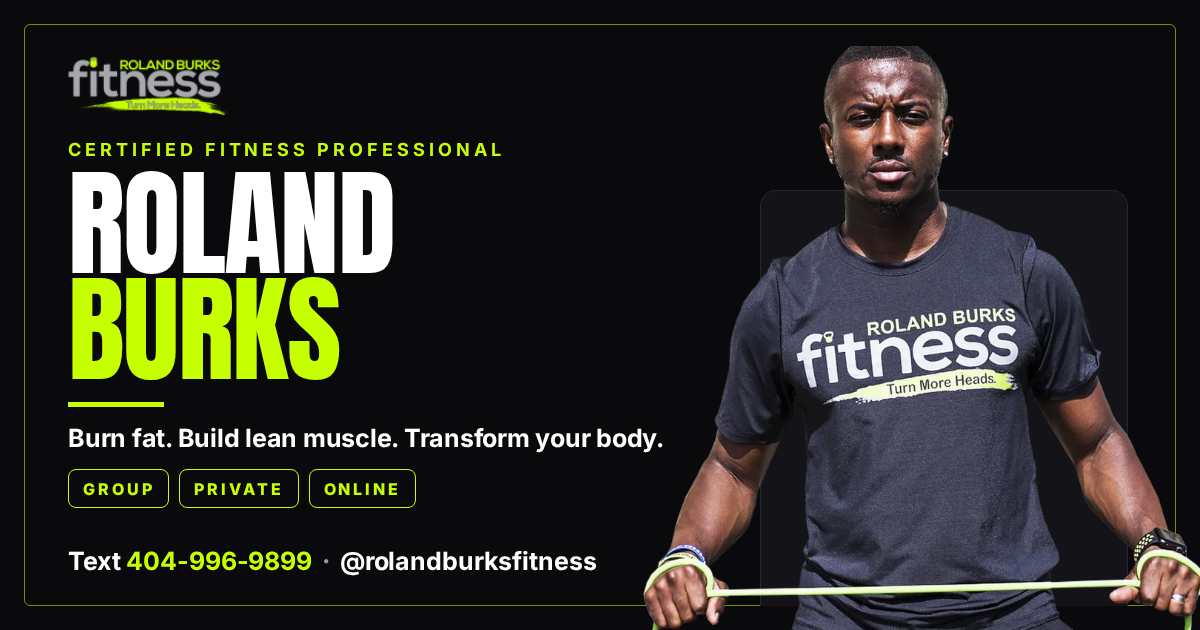 ROLAND BURKS
fitness
Turn More Heads.
CERTIFIED FITNESS PROFESSIONAL
ROLAND
BURKS
Burn fat. Build lean muscle. Transform your body.
GROUP PRIVATE ONLINE
Text 404-996-9899 · @rolandburksfitness
ROLAND BURKS
fitness
Turn More Heads.